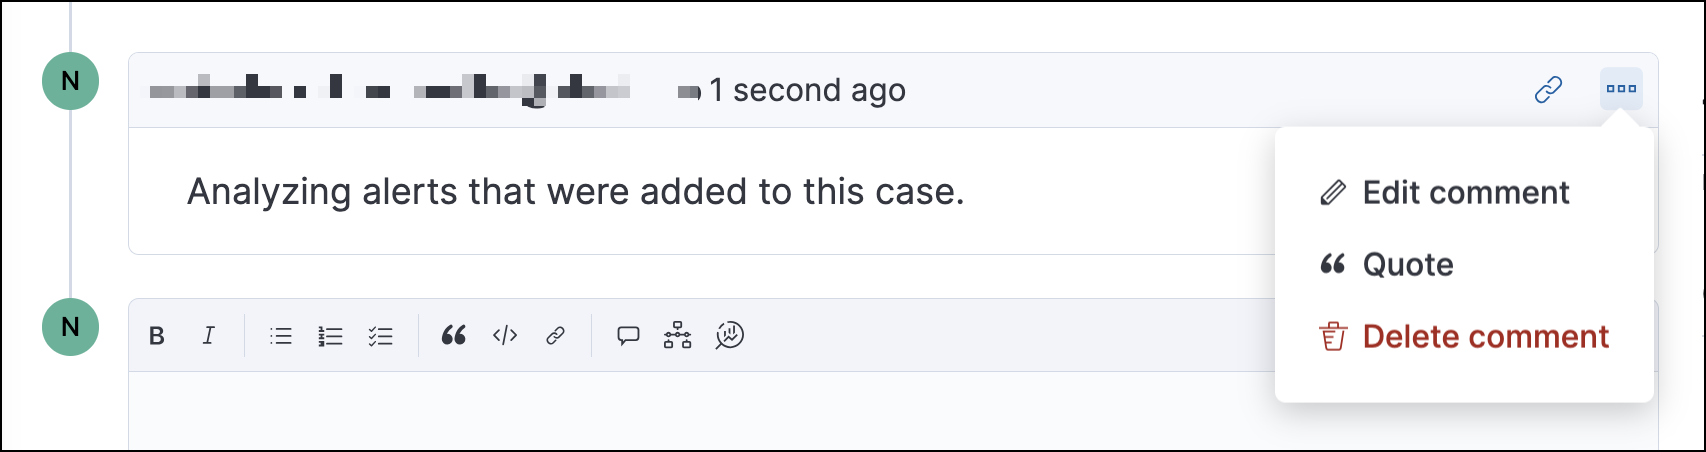 N
1 second ago
Analyzing alerts that were added to this case.
Edit comment
Quote
Delete comment
N
B I